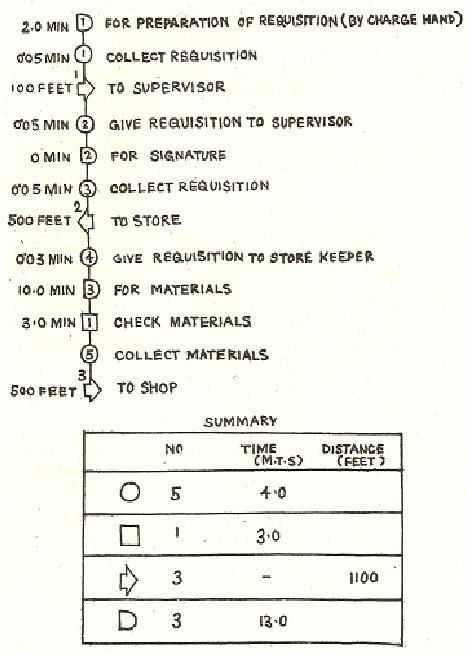 2.0 MIN 1 FOR PREPARATION OF REQUISITION (BY CHARGE HAND)
0.05 MIN 1 COLLECT REQUISITION
100 FEET 1 TO SUPERVISOR
0.05 MIN 2 GIVE REQUISITION TO SUPERVISOR
0 MIN 2 FOR SIGNATURE
0.05 MIN 3 COLLECT REQUISITION
500 FEET 2 TO STORE
0.03 MIN 4 GIVE REQUISITION TO STORE KEEPER
10.0 MIN 3 FOR MATERIALS
3.0 MIN 1 CHECK MATERIALS
5 COLLECT MATERIALS
500 FEET 3 TO SHOP
SUMMARY
NO TIME (M.T.S) DISTANCE (FEET)
5 4.0
1 3.0
3 - 1100
3 13.0